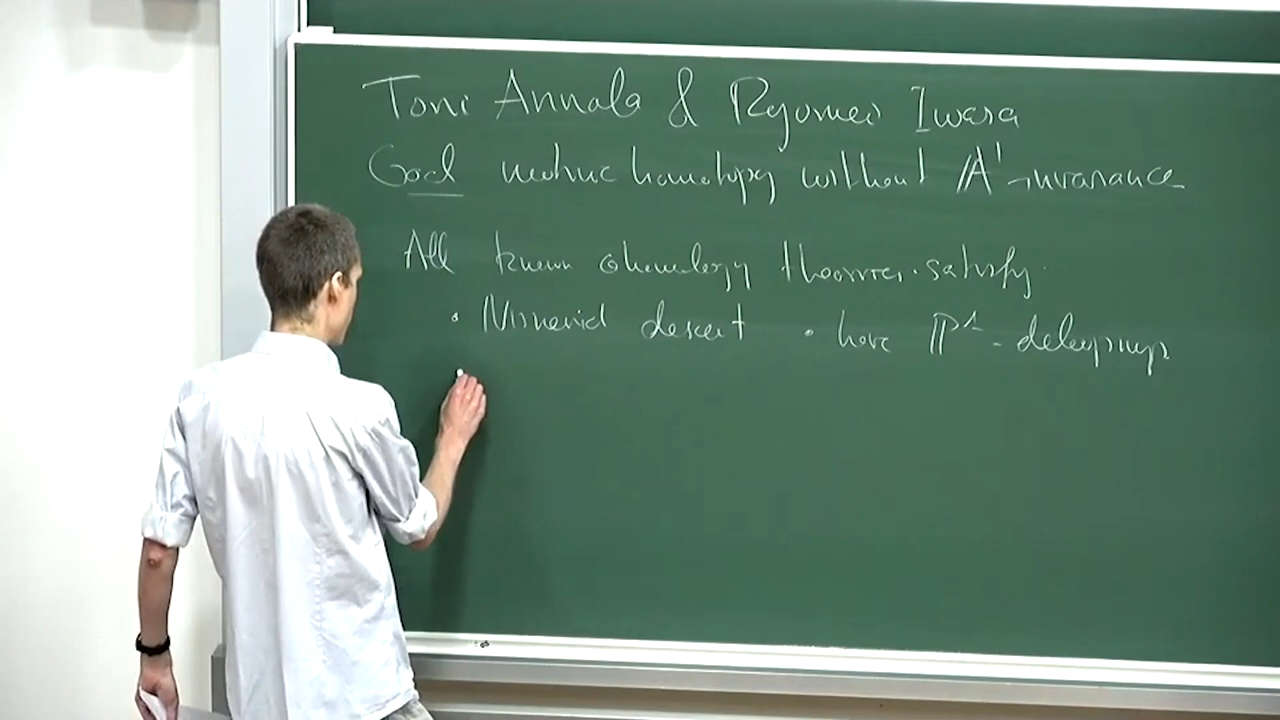 Toni Annala & Ryomei Iwasa
Goal motivic homotopy without A¹-invariance
All known cohomology theories satisfy
• Nisnevich descent • have P¹-deloopings